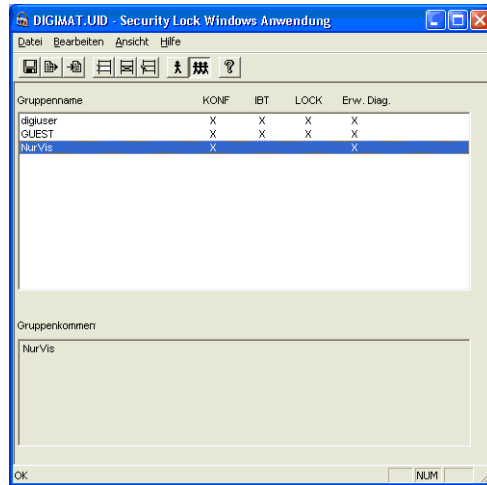 DIGIMAT.UID - Security Lock Windows Anwendung
Datei Bearbeiten Ansicht Hilfe
Gruppenname KONF IBT LOCK Erw. Diag.
digiuser X X X X
GUEST X X X X
NurVis X X
Gruppenkommen
NurVis
OK NUM